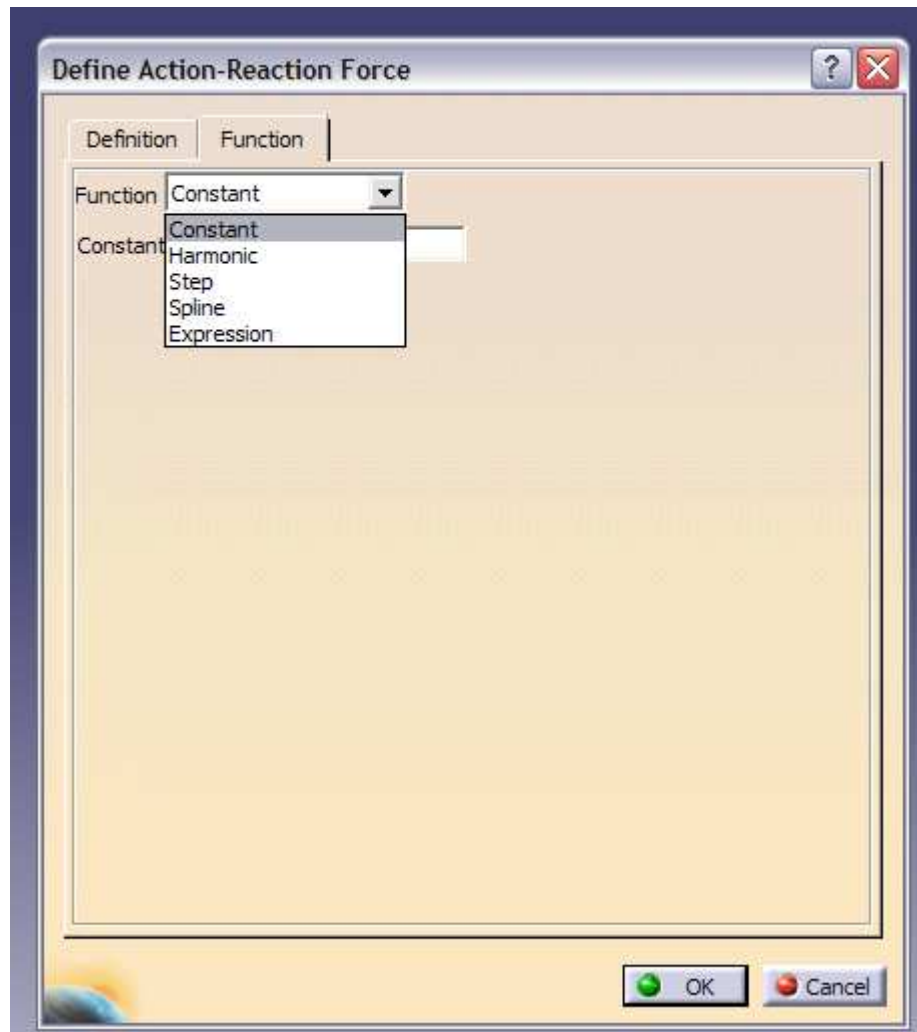 Define Action-Reaction Force
Definition Function
Function Constant
Constant
Constant
Harmonic
Step
Spline
Expression
OK Cancel